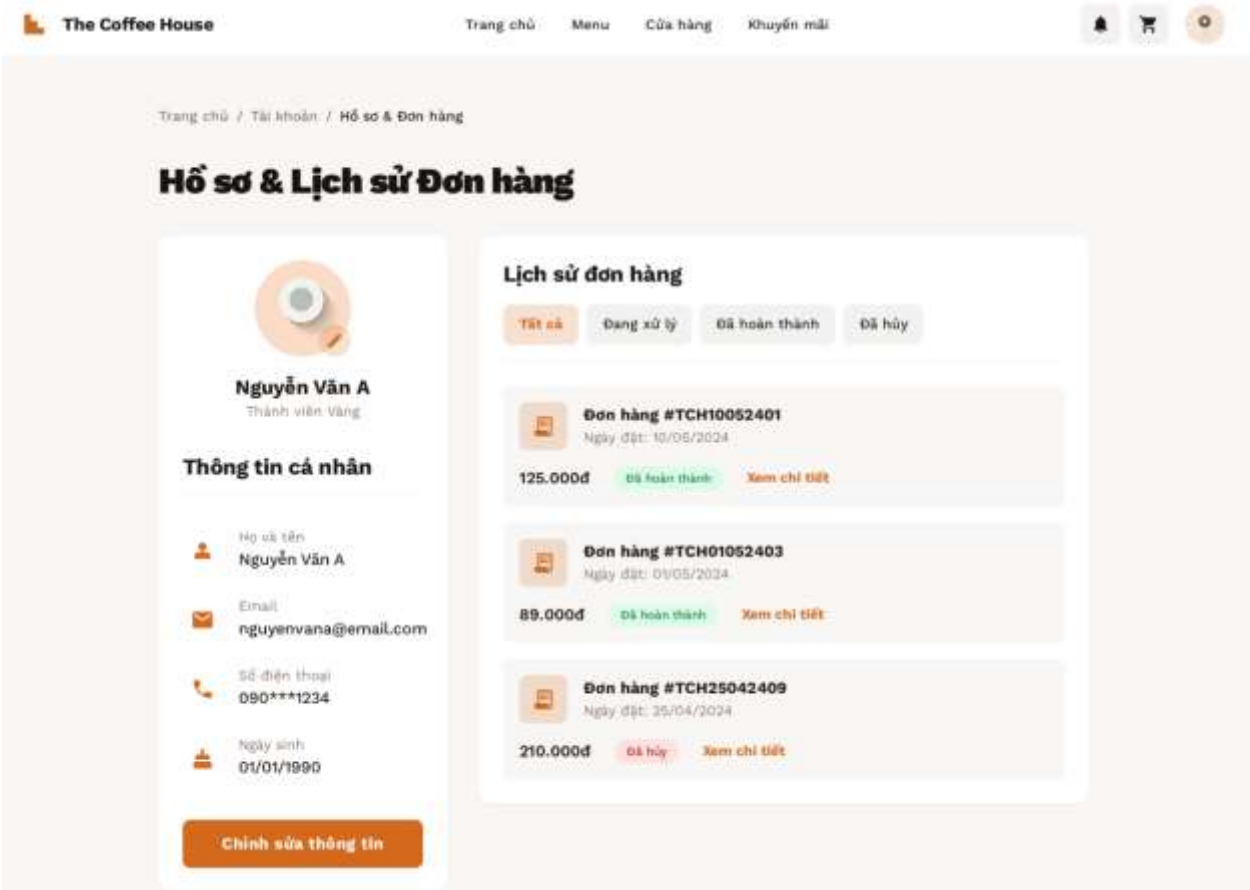 The Coffee House
Trang chủ Menu Cửa hàng Khuyến mãi
Trang chủ / Tài khoản / Hồ sơ & Đơn hàng
Hồ sơ & Lịch sử Đơn hàng
Nguyễn Văn A
Thành viên Vàng
Thông tin cá nhân
Họ và tên
Nguyễn Văn A
Email
nguyenvana@email.com
Số điện thoại
090***1234
Ngày sinh
01/01/1990
Chỉnh sửa thông tin
Lịch sử đơn hàng
Tất cả Đang xử lý Đã hoàn thành Đã hủy
Đơn hàng #TCH10052401
Ngày đặt: 10/05/2024
125.000đ Đã hoàn thành Xem chi tiết
Đơn hàng #TCH01052403
Ngày đặt: 01/05/2024
89.000đ Đã hoàn thành Xem chi tiết
Đơn hàng #TCH25042409
Ngày đặt: 25/04/2024
210.000đ Đã hủy Xem chi tiết